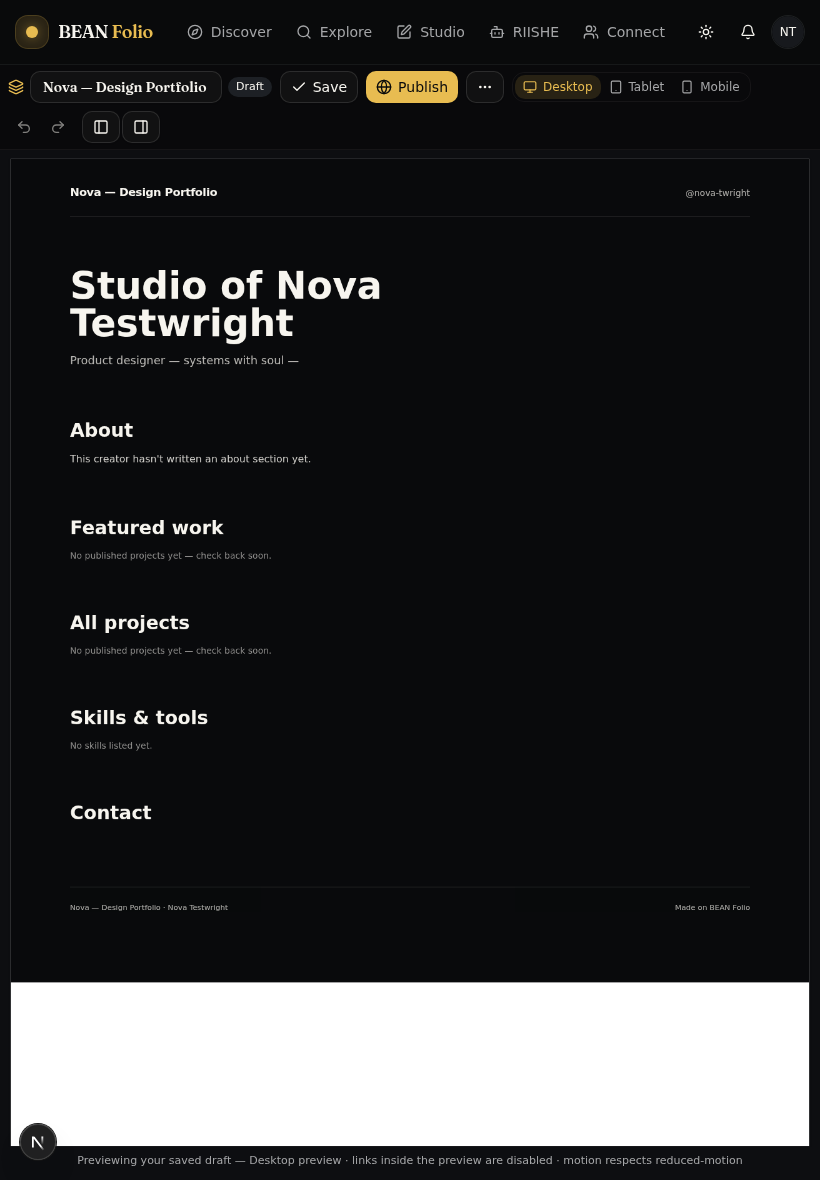 BEAN Folio
Discover
Explore
Studio
RIISHE
Connect
NT
Nova — Design Portfolio
Draft
Save
Publish
Desktop
Tablet
Mobile
Nova — Design Portfolio
@nova-twright
Studio of Nova
Testwright
Product designer — systems with soul —
About
This creator hasn't written an about section yet.
Featured work
No published projects yet — check back soon.
All projects
No published projects yet — check back soon.
Skills & tools
No skills listed yet.
Contact
Nova — Design Portfolio · Nova Testwright
Made on BEAN Folio
N
Previewing your saved draft — Desktop preview · links inside the preview are disabled · motion respects reduced-motion